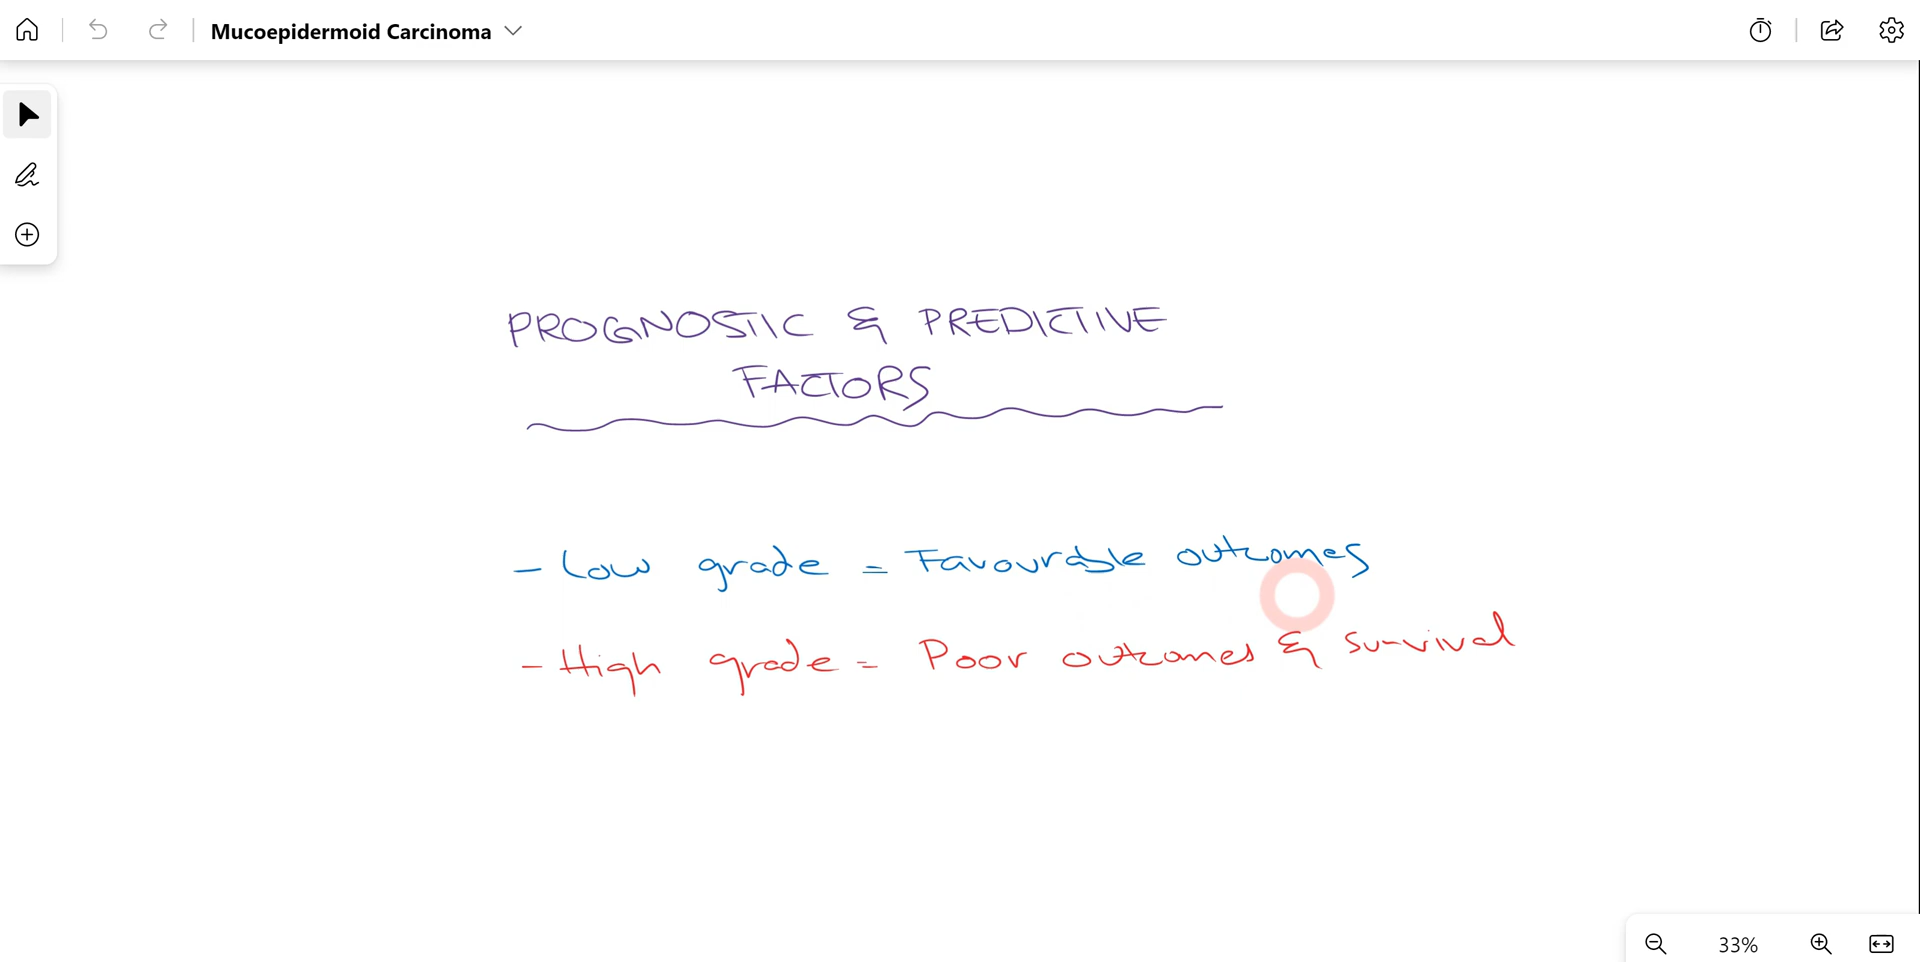 Mucoepidermoid Carcinoma
PROGNOSTIC & PREDICTIVE
FACTORS
- Low grade = Favourable outcomes
- High grade = Poor outcomes & survival
33%